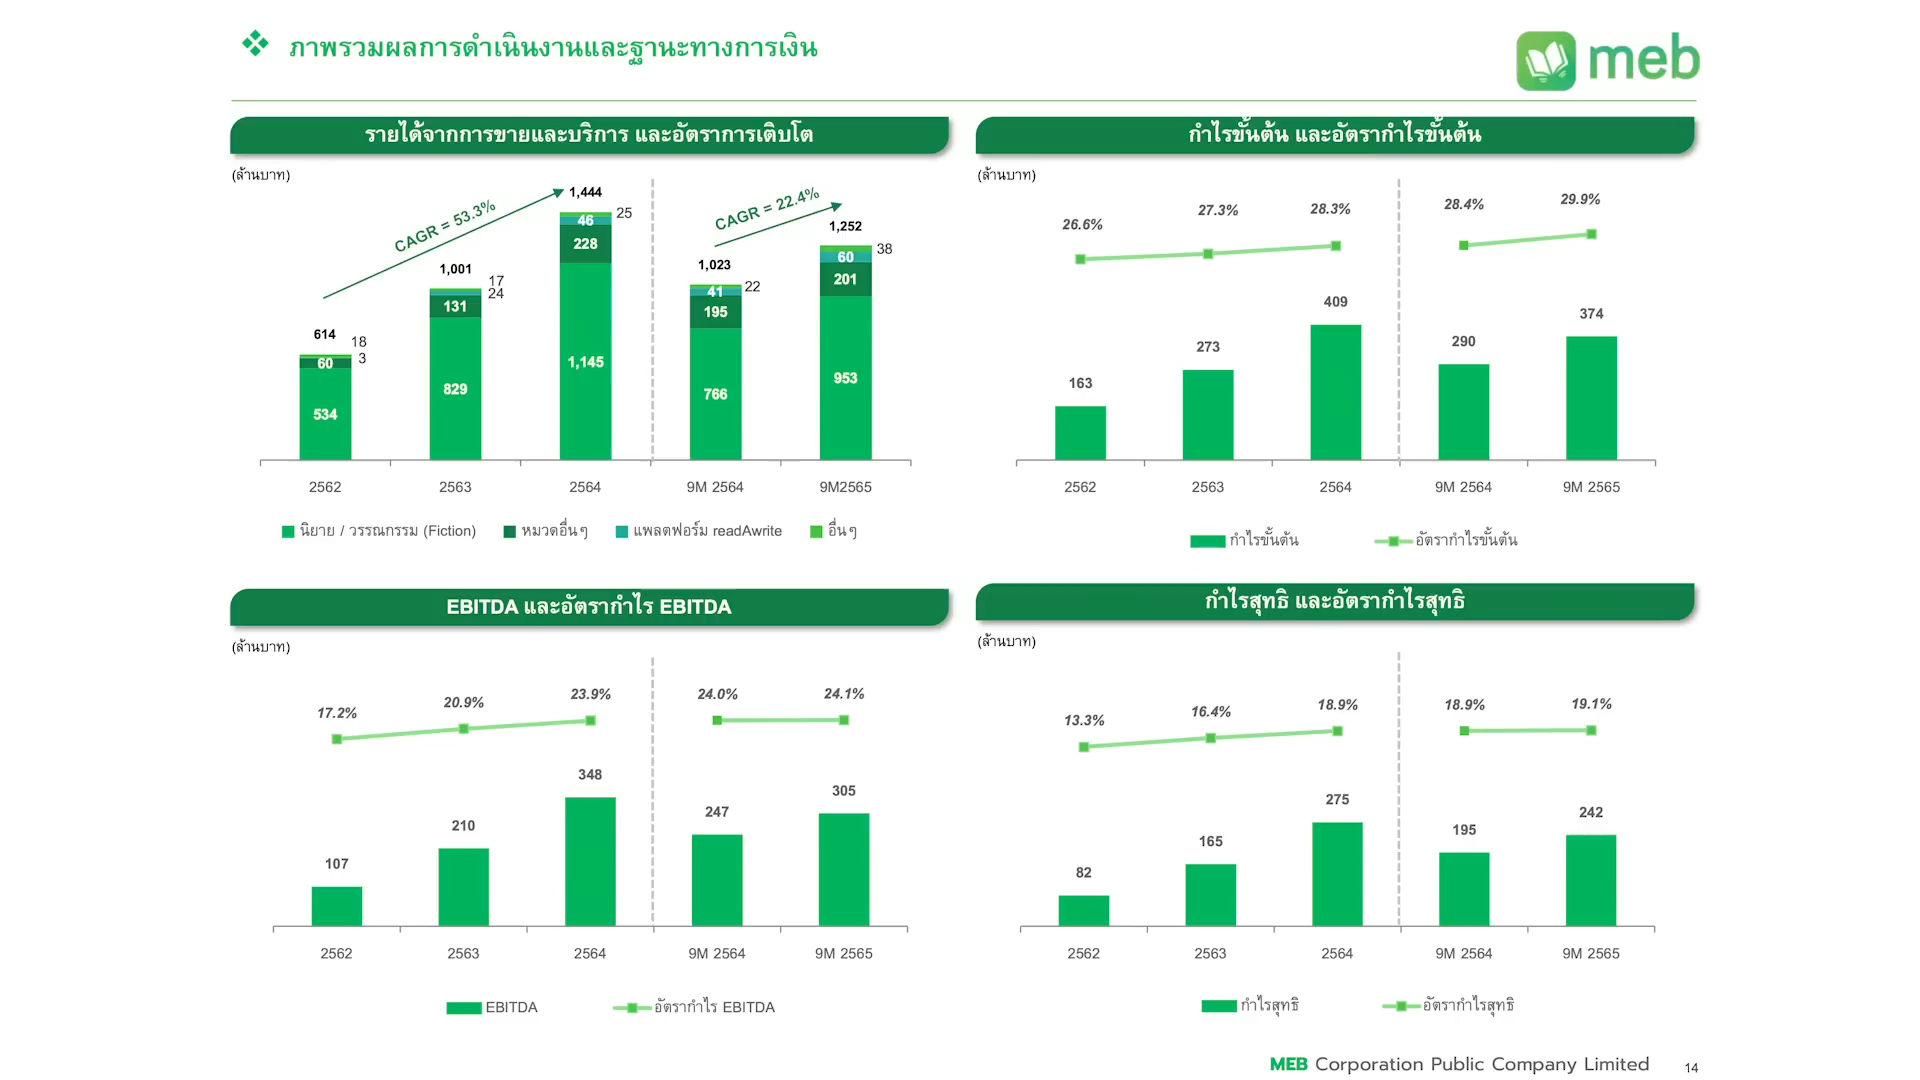 ❖ ภาพรวมผลการดำเนินงานและฐานะทางการเงิน
meb
รายได้จากการขายและบริการ และอัตราการเติบโต
(ล้านบาท)
CAGR = 53.3%
CAGR = 22.4%
614
18
3
60
534
1,001
17
24
131
829
1,444
25
46
228
1,145
1,023
22
41
195
766
1,252
38
60
201
953
2562 2563 2564 9M 2564 9M2565
นิยาย / วรรณกรรม (Fiction) หมวดอื่นๆ แพลตฟอร์ม readAwrite อื่นๆ
กำไรขั้นต้น และอัตรากำไรขั้นต้น
(ล้านบาท)
26.6% 27.3% 28.3% 28.4% 29.9%
163 273 409 290 374
2562 2563 2564 9M 2564 9M 2565
กำไรขั้นต้น อัตรากำไรขั้นต้น
EBITDA และอัตรากำไร EBITDA
(ล้านบาท)
17.2% 20.9% 23.9% 24.0% 24.1%
107 210 348 247 305
2562 2563 2564 9M 2564 9M 2565
EBITDA อัตรากำไร EBITDA
กำไรสุทธิ และอัตรากำไรสุทธิ
(ล้านบาท)
13.3% 16.4% 18.9% 18.9% 19.1%
82 165 275 195 242
2562 2563 2564 9M 2564 9M 2565
กำไรสุทธิ อัตรากำไรสุทธิ
MEB Corporation Public Company Limited 14